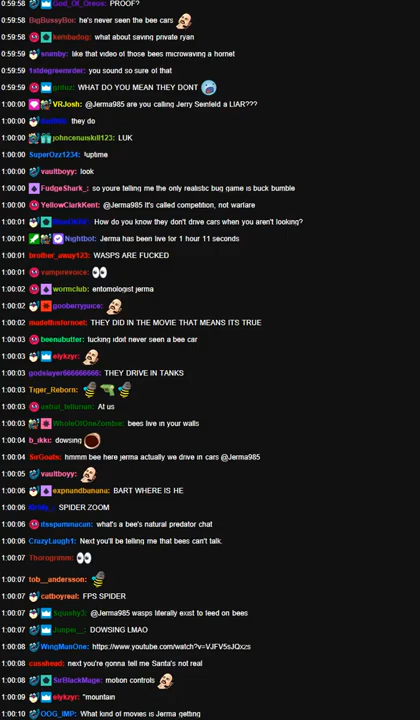 0:59:58 God_Of_Oreos: PROOF?
0:59:58 BigBussyBoi: he's never seen the bee cars
0:59:58 kembadog: what about saving private ryan
0:59:59 snimby: like that video of those bees microwaving a hornet
0:59:59 1stdegreemrder: you sound so sure of that
0:59:59 grifuz: WHAT DO YOU MEAN THEY DONT
1:00:00 VRJosh: @Jerma985 are you calling Jerry Seinfeld a LIAR???
1:00:00 they do
1:00:00 johncenaiskill123: LUK
1:00:00 SuperOzz1234: !uptime
1:00:00 vaultboyy: look
1:00:00 FudgeShark_: so youre telling me the only realistic bug game is buck bumble
1:00:00 YellowClarkKent: @Jerma985 It's called competition, not warfare
1:00:01 How do you know they don't drive cars when you aren't looking?
1:00:01 Nightbot: Jerma has been live for 1 hour 11 seconds
1:00:01 brother_away123: WASPS ARE FUCKED
1:00:01 vampirevoice:
1:00:02 wormclub: entomologist jerma
1:00:02 gooberryjuice:
1:00:02 madethisfornoet: THEY DID IN THE MOVIE THAT MEANS ITS TRUE
1:00:03 beenabutter: fucking idiot never seen a bee car
1:00:03 elykzyr:
1:00:03 godslayer666666666: THEY DRIVE IN TANKS
1:00:03 Tiger_Reborn:
1:00:03 astral_tellurian: At us
1:00:03 WholeOfOneZombie: bees live in your walls
1:00:04 b_ikki: dowsing
1:00:04 SirGoats: hmmm bee here jerma actually we drive in cars @Jerma985
1:00:05 vaultboyy:
1:00:06 expnandbanana: BART WHERE IS HE
1:00:06 SPIDER ZOOM
1:00:06 itsspammacan: what's a bee's natural predator chat
1:00:06 CrazyLaugh1: Next you'll be telling me that bees can't talk.
1:00:07 Thorogrimm:
1:00:07 tob__andersson:
1:00:07 catboyreal: FPS SPIDER
1:00:07 Squishy3: @Jerma985 wasps literally exist to feed on bees
1:00:07 Juniper__: DOWSING LMAO
1:00:08 WingManOne: https://www.youtube.com/watch?v=VJFV5sJQxzs
1:00:08 cusshead: next you're gonna tell me Santa's not real
1:00:08 SirBlackMage: motion controls
1:00:09 elykzyr: "mountain
1:00:10 OOG_IMP: What kind of movies is Jerma getting